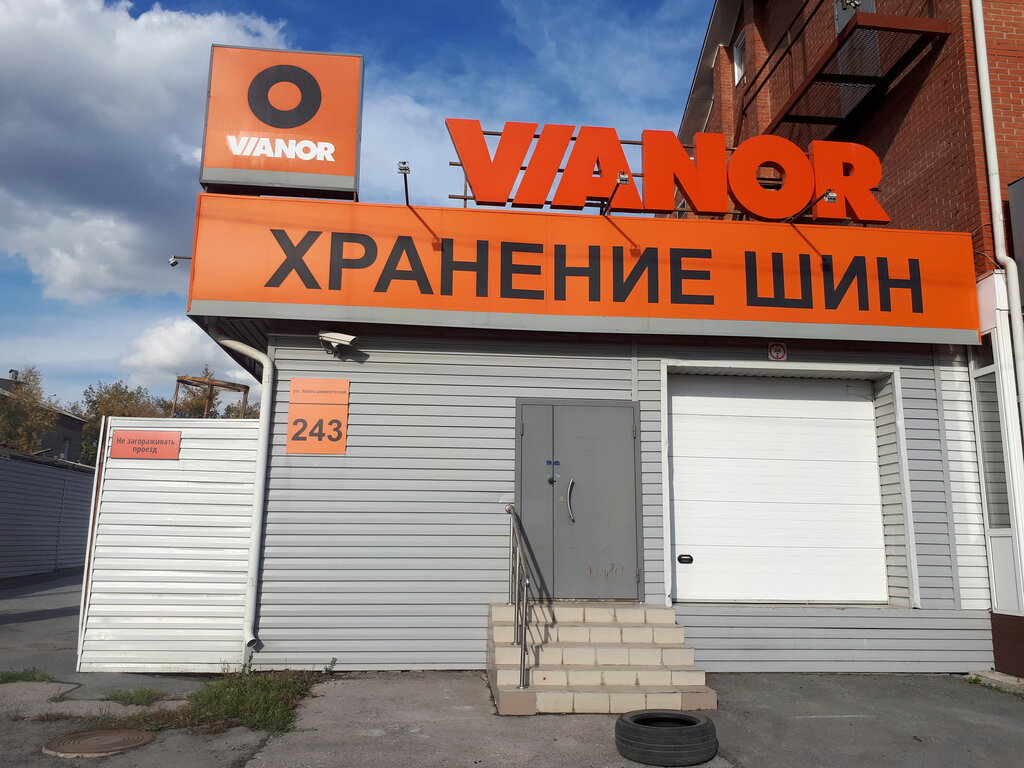 VIANOR
VIANOR
ХРАНЕНИЕ ШИН
ул. Большевистская
243
Не загораживать
проезд